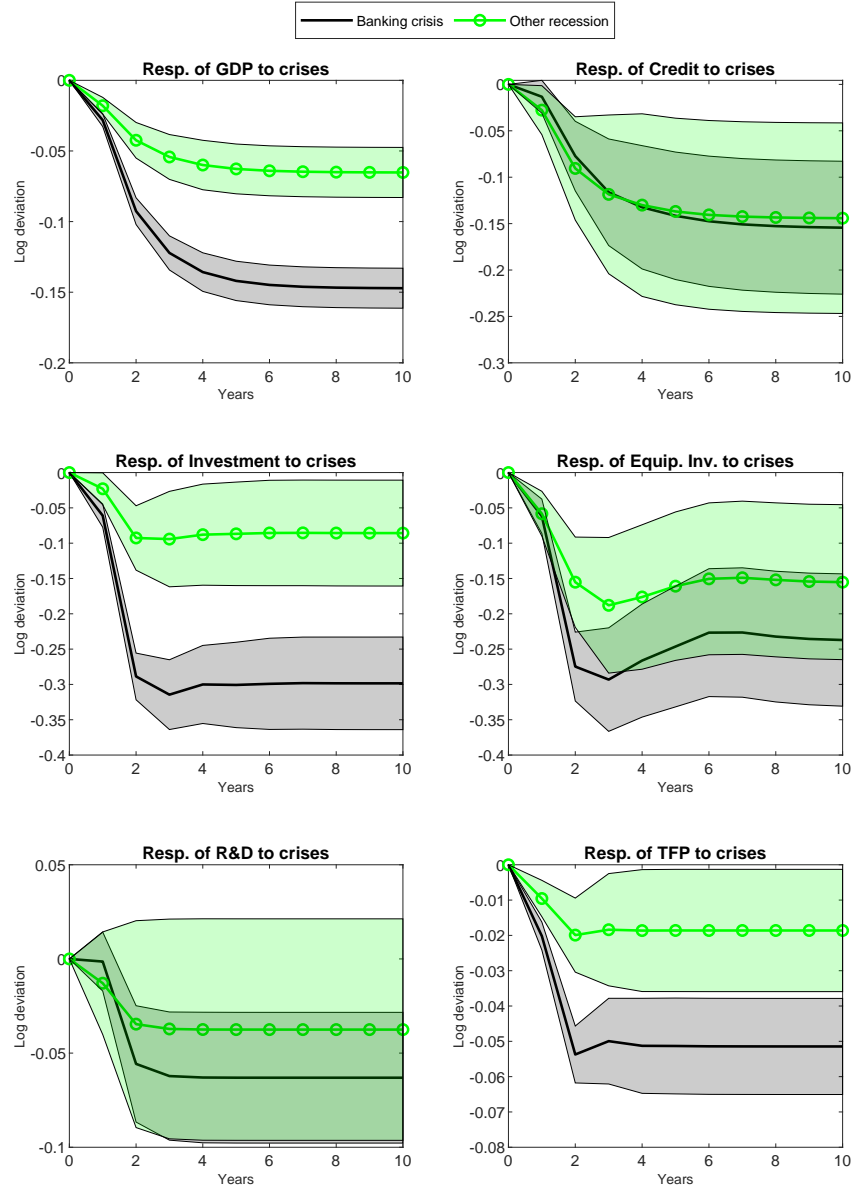 Banking crisis Other recession
Resp. of GDP to crises
0
-0.05
-0.1
-0.15
-0.2
Log deviation
0 2 4 6 8 10
Years
Resp. of Credit to crises
0
-0.05
-0.1
-0.15
-0.2
-0.25
-0.3
Log deviation
0 2 4 6 8 10
Years
Resp. of Investment to crises
0
-0.05
-0.1
-0.15
-0.2
-0.25
-0.3
-0.35
-0.4
Log deviation
0 2 4 6 8 10
Years
Resp. of Equip. Inv. to crises
0
-0.05
-0.1
-0.15
-0.2
-0.25
-0.3
-0.35
-0.4
Log deviation
0 2 4 6 8 10
Years
Resp. of R&D to crises
0.05
0
-0.05
-0.1
Log deviation
0 2 4 6 8 10
Years
Resp. of TFP to crises
0
-0.01
-0.02
-0.03
-0.04
-0.05
-0.06
-0.07
-0.08
Log deviation
0 2 4 6 8 10
Years